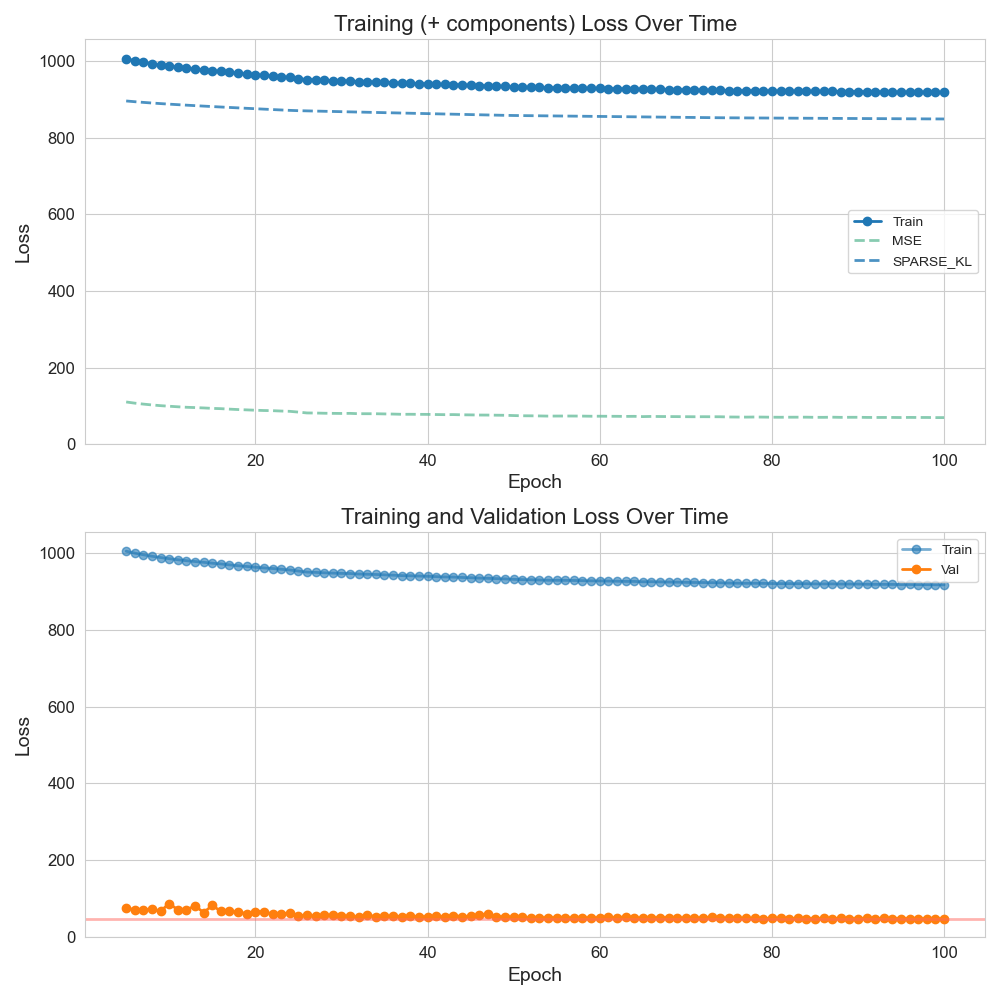 Training (+ components) Loss Over Time
1000
800
600
400
200
0
Loss
Train
MSE
SPARSE_KL
20 40 60 80 100
Epoch
Training and Validation Loss Over Time
1000
800
600
400
200
0
Loss
Train
Val
20 40 60 80 100
Epoch